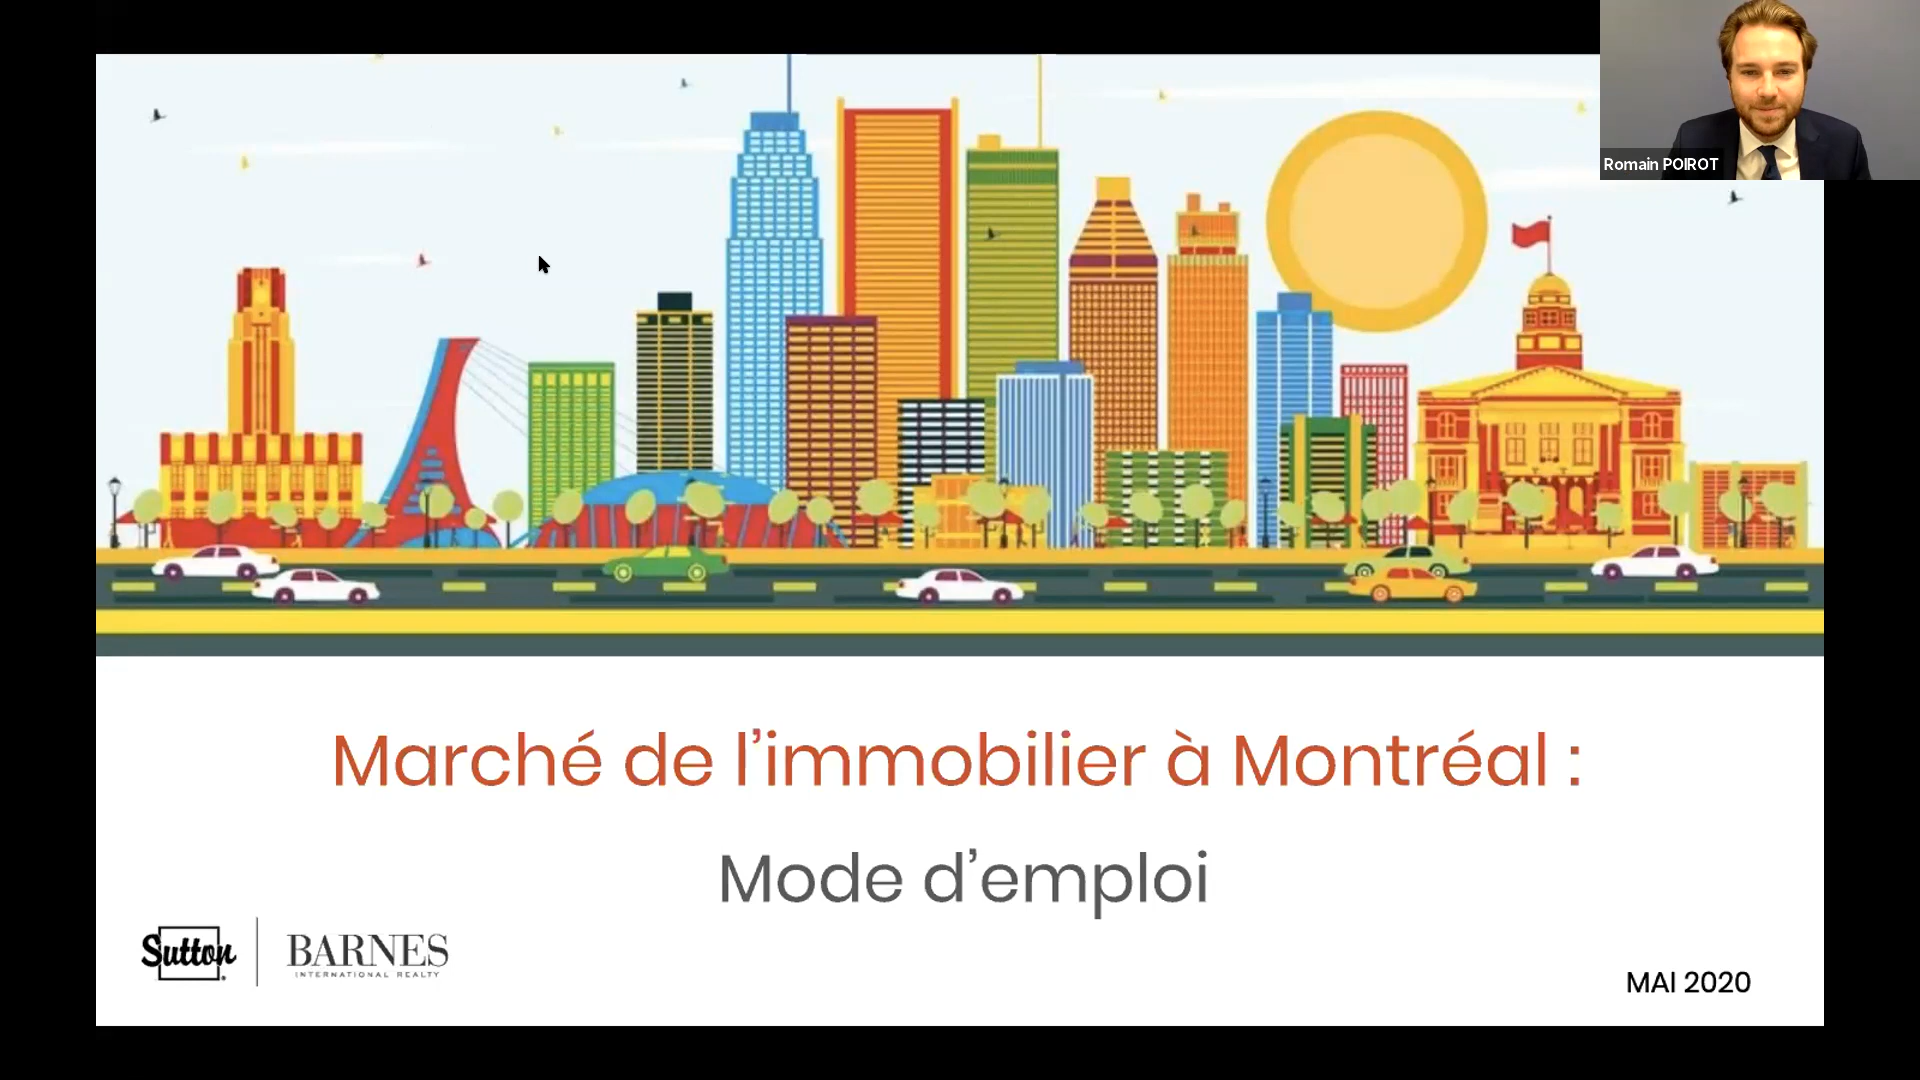 Romain POIROT
Marché de l’immobilier à Montréal :
Mode d’emploi
Sutton
BARNES
INTERNATIONAL REALTY
MAI 2020